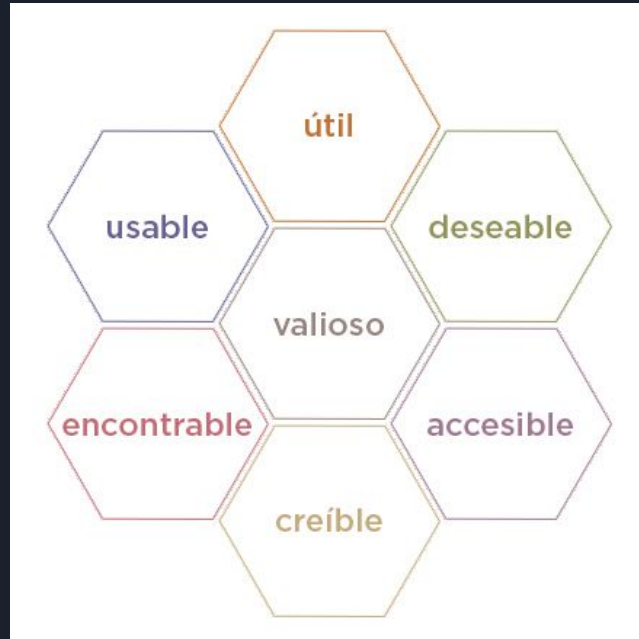 útil
usable
deseable
valioso
encontrable
accesible
creíble